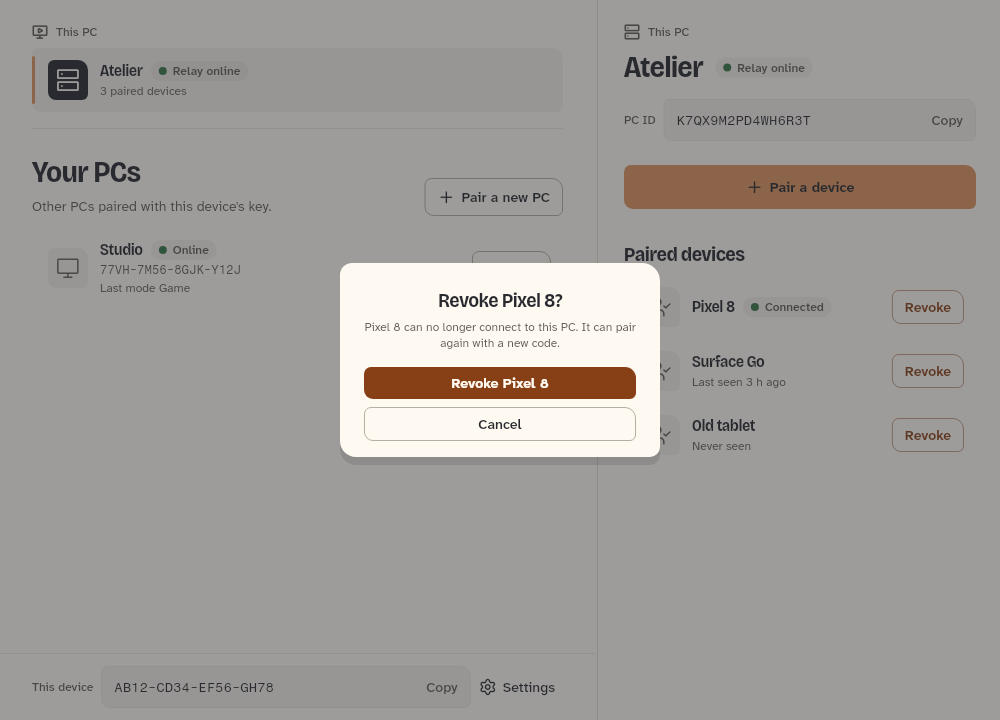 This PC
Atelier
Relay online
3 paired devices
Your PCs
Other PCs paired with this device's key.
Pair a new PC
Studio
Online
77VH-7M56-8GJK-Y12J
Last mode Game
This device
AB12-CD34-EF56-GH78
Copy
Settings
This PC
Atelier
Relay online
PC ID
K7QX9M2PD4WH6R3T
Copy
Pair a device
Paired devices
Pixel 8
Connected
Revoke
Surface Go
Last seen 3 h ago
Revoke
Old tablet
Never seen
Revoke
Revoke Pixel 8?
Pixel 8 can no longer connect to this PC. It can pair
again with a new code.
Revoke Pixel 8
Cancel